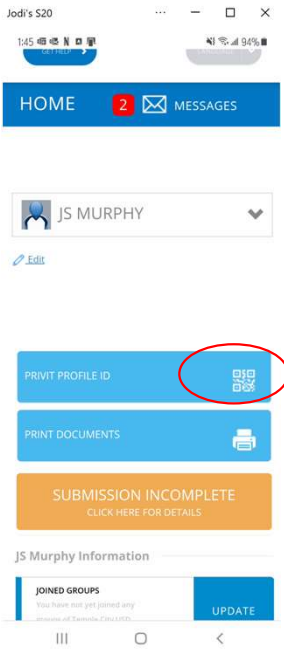 Jodi's S20
1:45
94%
GET HELP
LANGUAGE
HOME 2 MESSAGES
JS MURPHY
Edit
PRIVIT PROFILE ID
PRINT DOCUMENTS
SUBMISSION INCOMPLETE
CLICK HERE FOR DETAILS
JS Murphy Information
JOINED GROUPS
You have not yet joined any
groups of Temple City USD
UPDATE